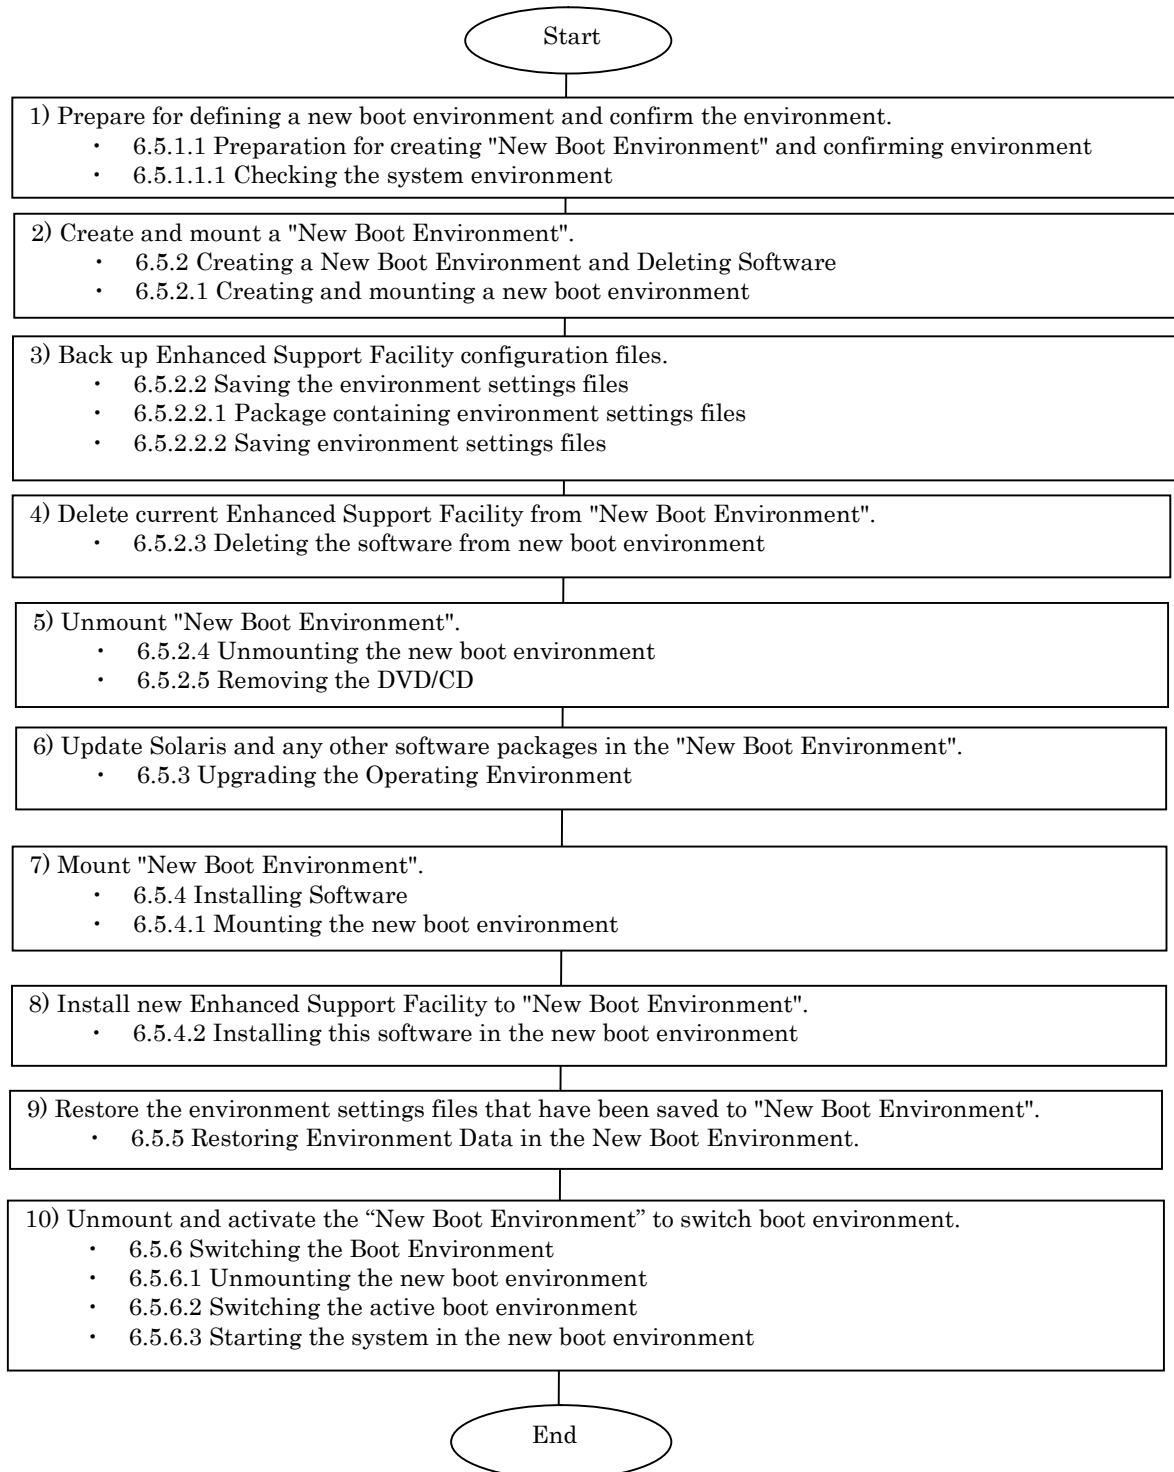 Start
1) Prepare for defining a new boot environment and confirm the environment.
・ 6.5.1.1 Preparation for creating "New Boot Environment" and confirming environment
・ 6.5.1.1.1 Checking the system environment
2) Create and mount a "New Boot Environment".
・ 6.5.2 Creating a New Boot Environment and Deleting Software
・ 6.5.2.1 Creating and mounting a new boot environment
3) Back up Enhanced Support Facility configuration files.
・ 6.5.2.2 Saving the environment settings files
・ 6.5.2.2.1 Package containing environment settings files
・ 6.5.2.2.2 Saving environment settings files
4) Delete current Enhanced Support Facility from "New Boot Environment".
・ 6.5.2.3 Deleting the software from new boot environment
5) Unmount "New Boot Environment".
・ 6.5.2.4 Unmounting the new boot environment
・ 6.5.2.5 Removing the DVD/CD
6) Update Solaris and any other software packages in the "New Boot Environment".
・ 6.5.3 Upgrading the Operating Environment
7) Mount "New Boot Environment".
・ 6.5.4 Installing Software
・ 6.5.4.1 Mounting the new boot environment
8) Install new Enhanced Support Facility to "New Boot Environment".
・ 6.5.4.2 Installing this software in the new boot environment
9) Restore the environment settings files that have been saved to "New Boot Environment".
・ 6.5.5 Restoring Environment Data in the New Boot Environment.
10) Unmount and activate the “New Boot Environment” to switch boot environment.
・ 6.5.6 Switching the Boot Environment
・ 6.5.6.1 Unmounting the new boot environment
・ 6.5.6.2 Switching the active boot environment
・ 6.5.6.3 Starting the system in the new boot environment
End